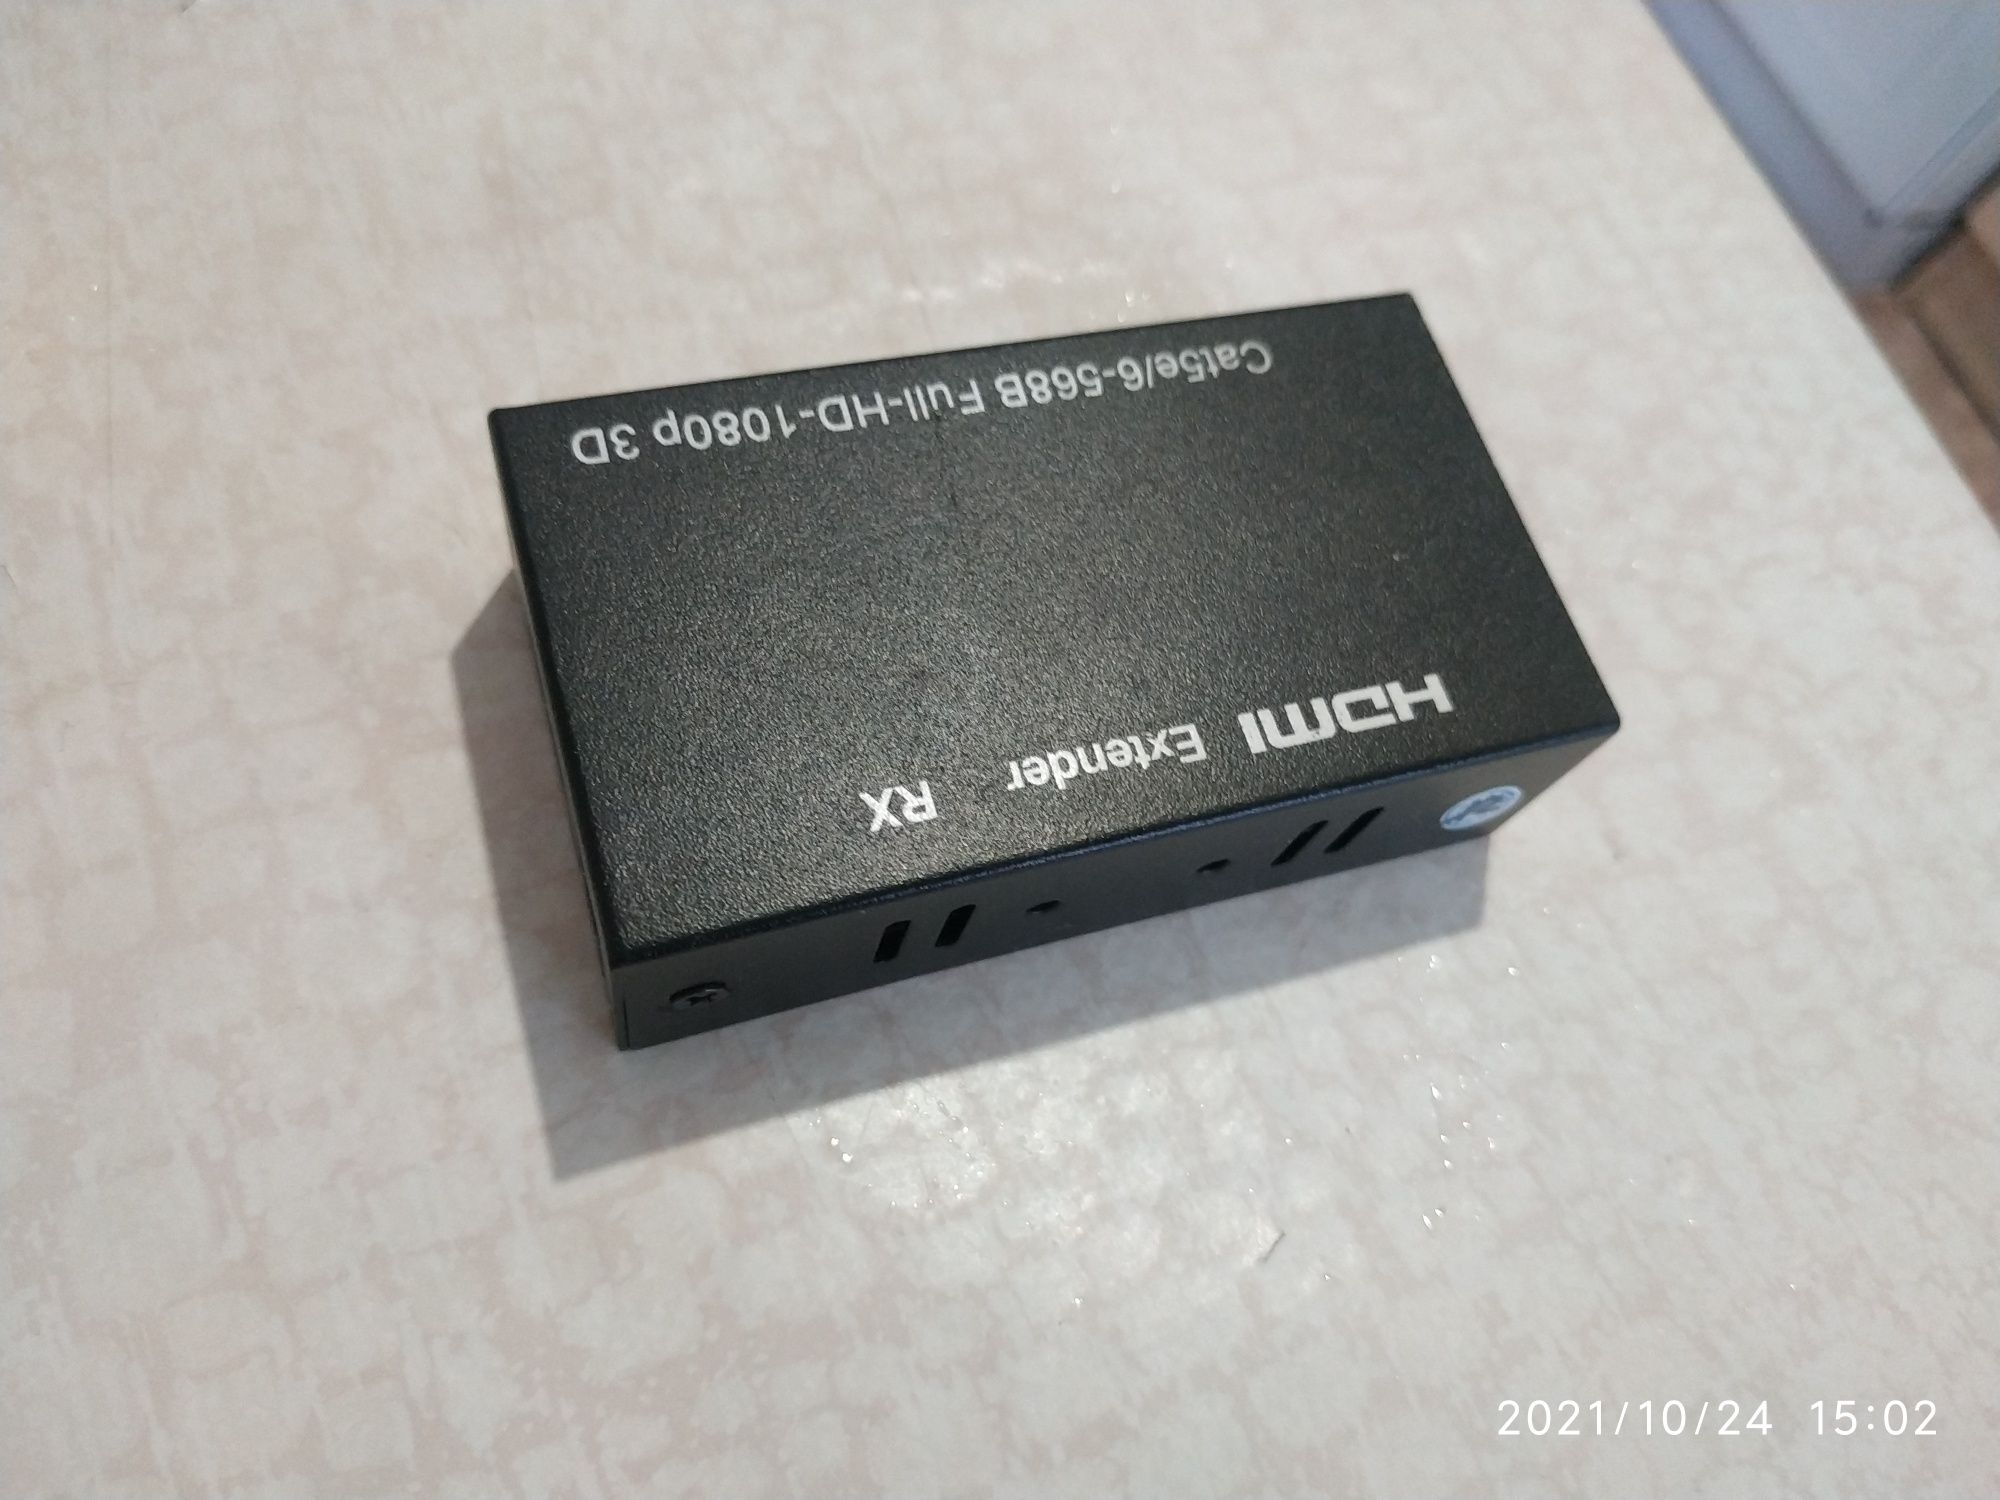 HDMI Extender RX
Cat5e/6-568B Full-HD-1080p 3D
2021/10/24 15:02